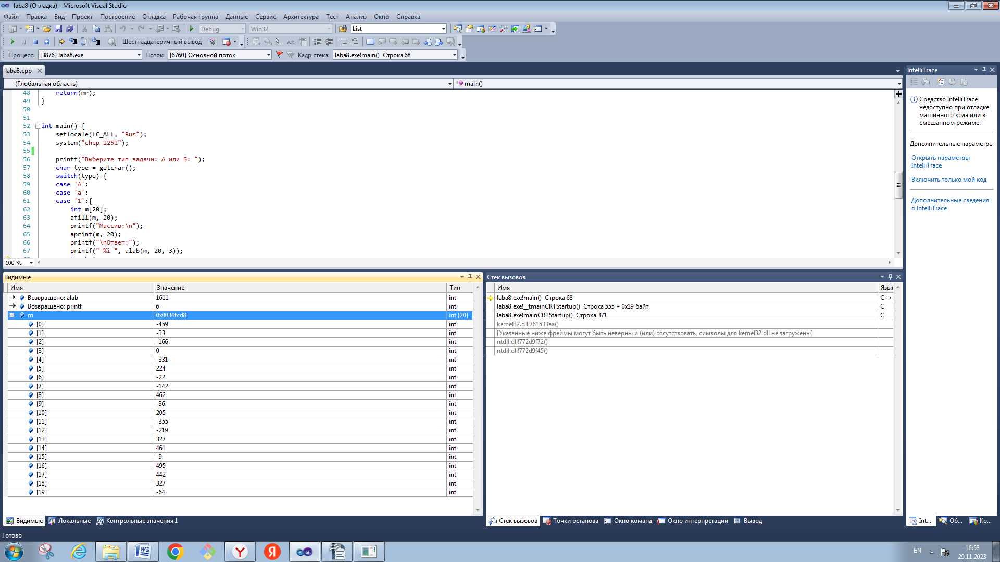 laba8 (Отладка) - Microsoft Visual Studio
Файл Правка Вид Проект Построение Отладка Рабочая группа Данные Сервис Архитектура Тест Анализ Окно Справка
Debug Win32 List
Шестнадцатеричный вывод
Процесс: [3876] laba8.exe Поток: [6760] Основной поток Кадр стека: laba8.exe!main() Строка 68
laba8.cpp
(Глобальная область) main()
48 return(mr);
49 }
50
51
52 int main() {
53 setlocale(LC_ALL, "Rus");
54 system("chcp 1251");
55
56 printf("Выберите тип задачи: А или Б: ");
57 char type = getchar();
58 switch(type) {
59 case 'А':
60 case 'а':
61 case '1':{
62 int m[20];
63 afill(m, 20);
64 printf("Массив:\n");
65 aprint(m, 20);
66 printf("\nОтвет:");
67 printf(" %i ", alab(m, 20, 3));
100 %
Видимые
Имя Значение Тип
Возвращено: alab 1611 int
Возвращено: printf 6 int
m 0x0034fcd8 int [20]
[0] -459 int
[1] -33 int
[2] -166 int
[3] 0 int
[4] -331 int
[5] 224 int
[6] -22 int
[7] -142 int
[8] 462 int
[9] -36 int
[10] 205 int
[11] -355 int
[12] -219 int
[13] 327 int
[14] 461 int
[15] -9 int
[16] 495 int
[17] 442 int
[18] 327 int
[19] -64 int
Видимые Локальные Контрольные значения 1
Стек вызовов
Имя Язык
laba8.exe!main() Строка 68 C++
laba8.exe!__tmainCRTStartup() Строка 555 + 0x19 байт C
laba8.exe!mainCRTStartup() Строка 371 C
kernel32.dll!761533aa()
[Указанные ниже фреймы могут быть неверны и (или) отсутствовать, символы для kernel32.dll не загружены]
ntdll.dll!772d9f72()
ntdll.dll!772d9f45()
Стек вызовов Точки останова Окно команд Окно интерпретации Вывод
IntelliTrace
Средство IntelliTrace
недоступно при отладке
машинного кода или в
смешанном режиме.
Дополнительные параметры
Открыть параметры
IntelliTrace
Включить только мой код
Дополнительные сведения
о IntelliTrace
Int... Об... Ко...
Готово
EN
16:58
29.11.2023